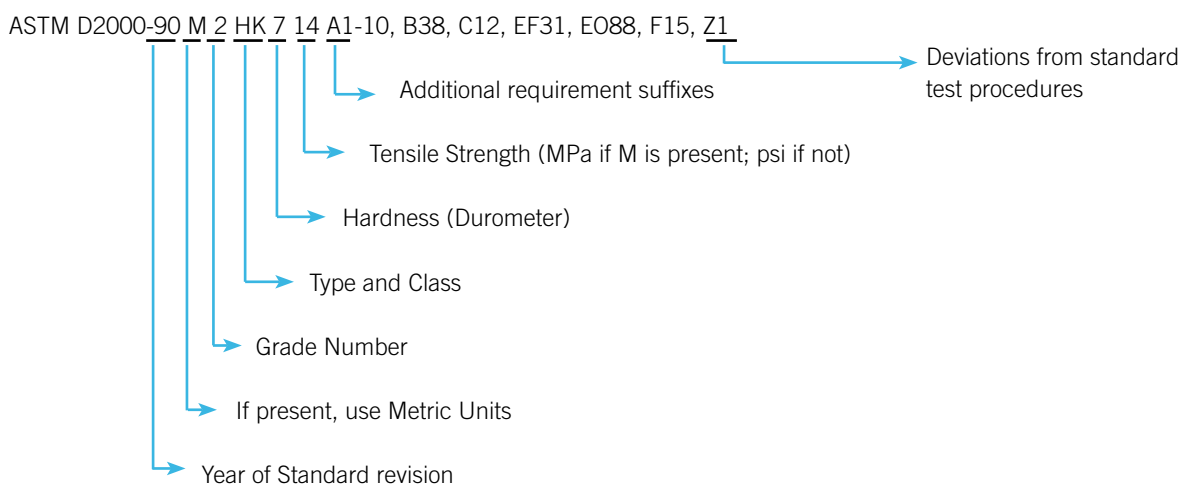 ASTM D2000-90 M 2 HK 7 14 A1-10, B38, C12, EF31, EO88, F15, Z1
Deviations from standard
test procedures
Additional requirement suffixes
Tensile Strength (MPa if M is present; psi if not)
Hardness (Durometer)
Type and Class
Grade Number
If present, use Metric Units
Year of Standard revision